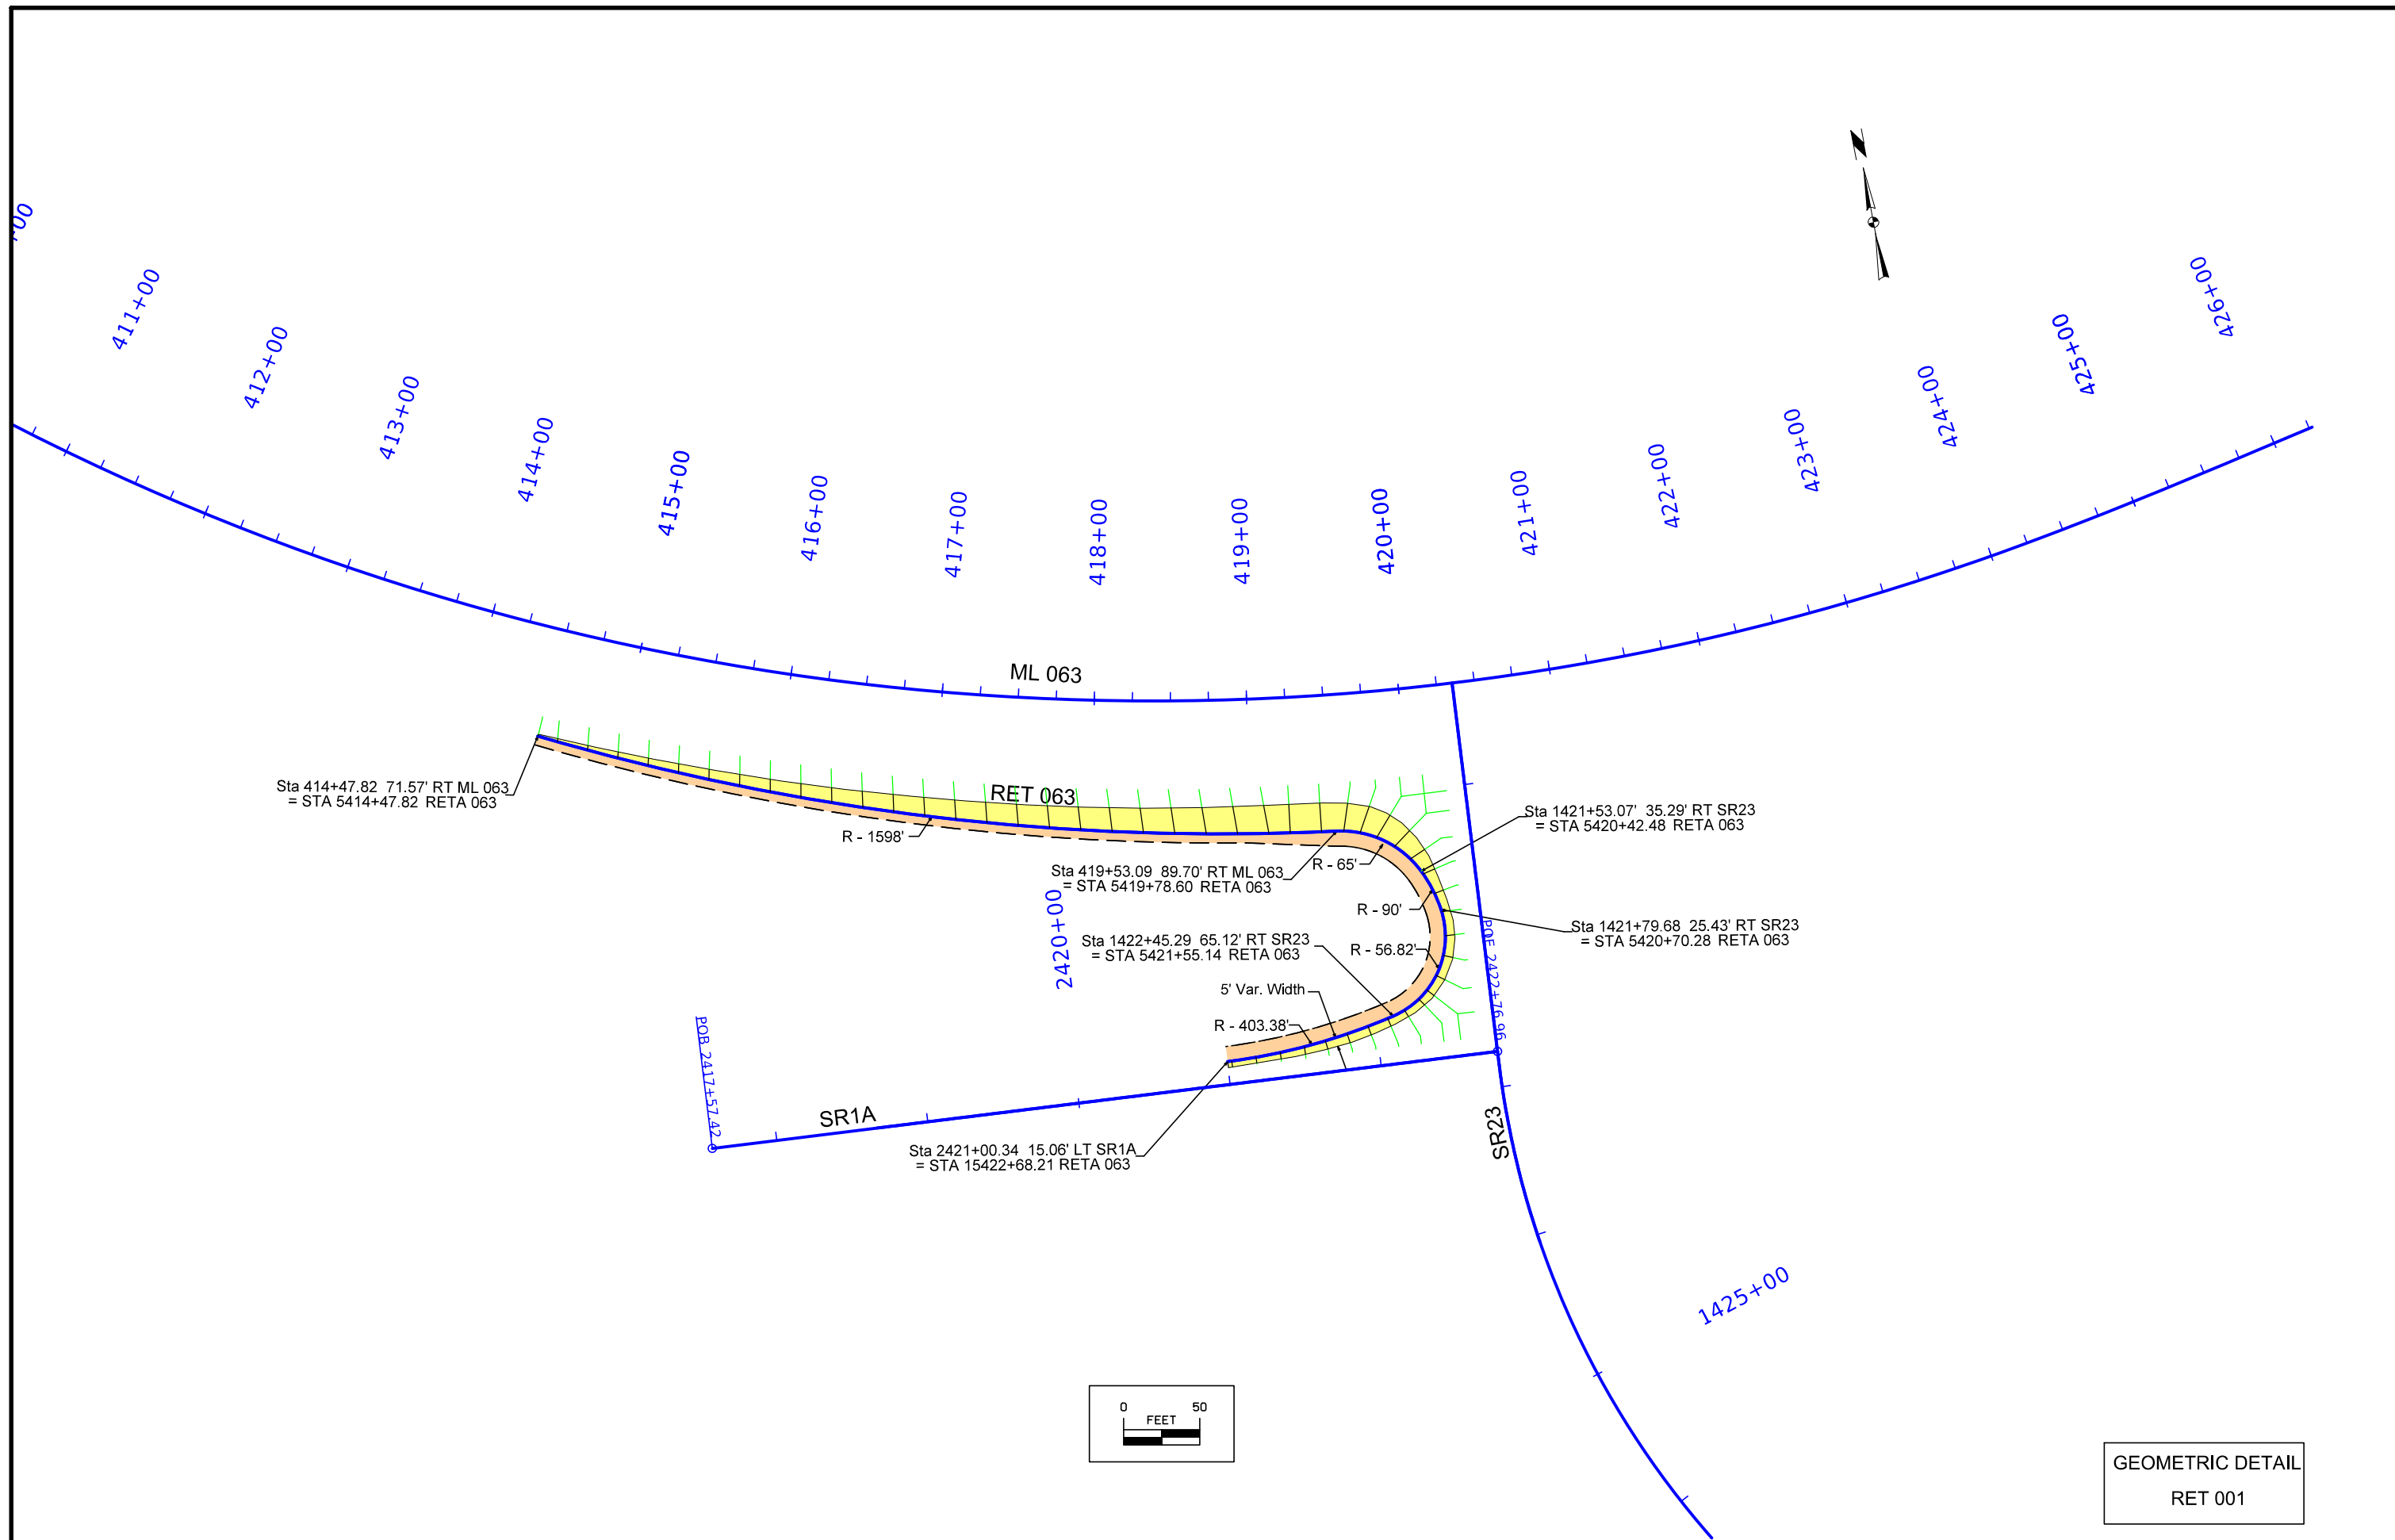 +00
411+00
412+00
413+00
414+00
415+00
416+00
417+00
418+00
419+00
420+00
421+00
422+00
423+00
424+00
425+00
426+00
N
ML 063
Sta 414+47.82 71.57' RT ML 063
= STA 5414+47.82 RETA 063
RET 063
R - 1598'
Sta 1421+53.07' 35.29' RT SR23
= STA 5420+42.48 RETA 063
Sta 419+53.09 89.70' RT ML 063
= STA 5419+78.60 RETA 063
R - 65'
R - 90'
2420+00
Sta 1421+79.68 25.43' RT SR23
= STA 5420+70.28 RETA 063
Sta 1422+45.29 65.12' RT SR23
= STA 5421+55.14 RETA 063
R - 56.82'
POE 2422+76.96
5' Var. Width
R - 403.38'
POB 2417+57.42
SR1A
SR23
Sta 2421+00.34 15.06' LT SR1A
= STA 15422+68.21 RETA 063
1425+00
0 50
FEET
GEOMETRIC DETAIL
RET 001